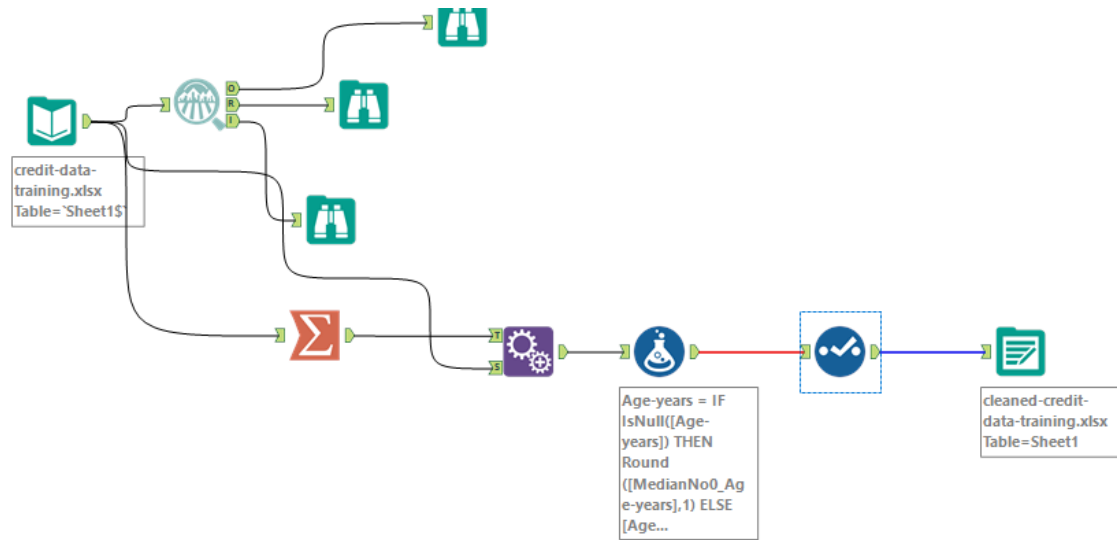 O
R
I
credit-data-
training.xlsx
Table=`Sheet1$`
T
S
Age-years = IF
IsNull([Age-
years]) THEN
Round
([MedianNo0_Ag
e-years],1) ELSE
[Age...
cleaned-credit-
data-training.xlsx
Table=Sheet1